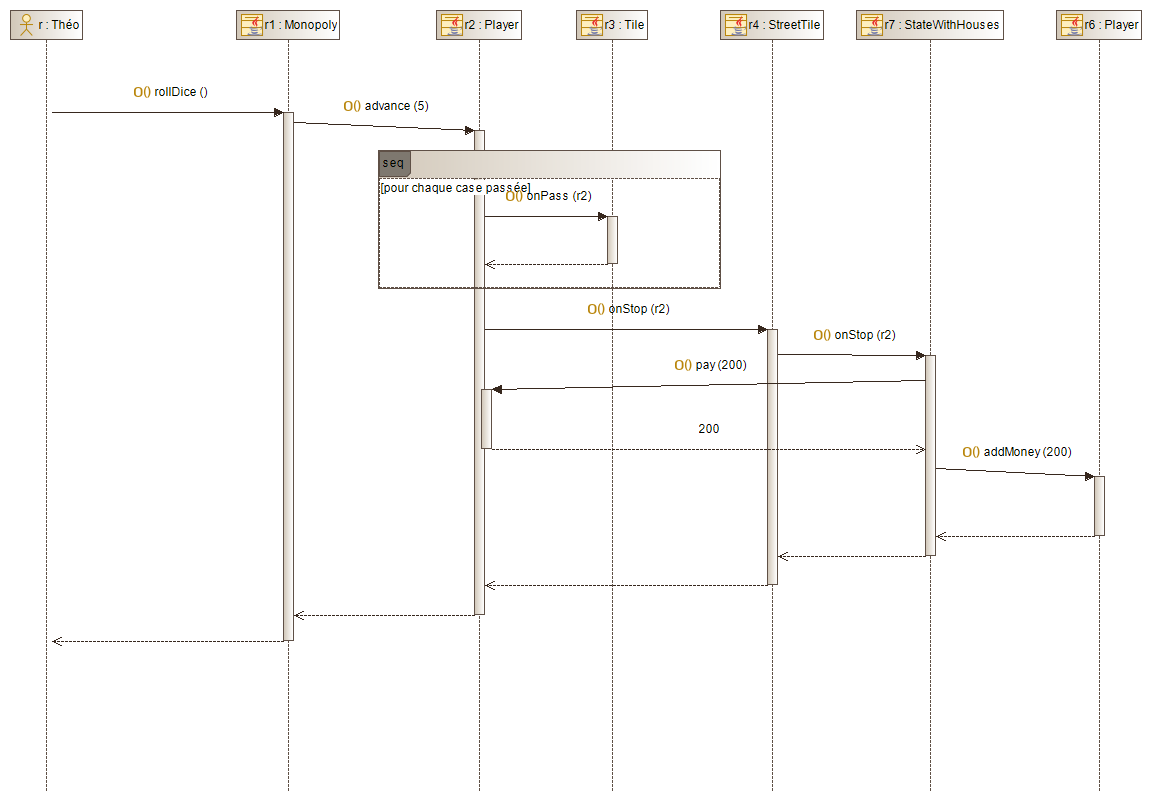 r : Théo
r1 : Monopoly
r2 : Player
r3 : Tile
r4 : StreetTile
r7 : StateWithHouses
r6 : Player
O() rollDice ()
O() advance (5)
seq
[pour chaque case passée]
O() onPass (r2)
O() onStop (r2)
O() onStop (r2)
O() pay (200)
200
O() addMoney (200)